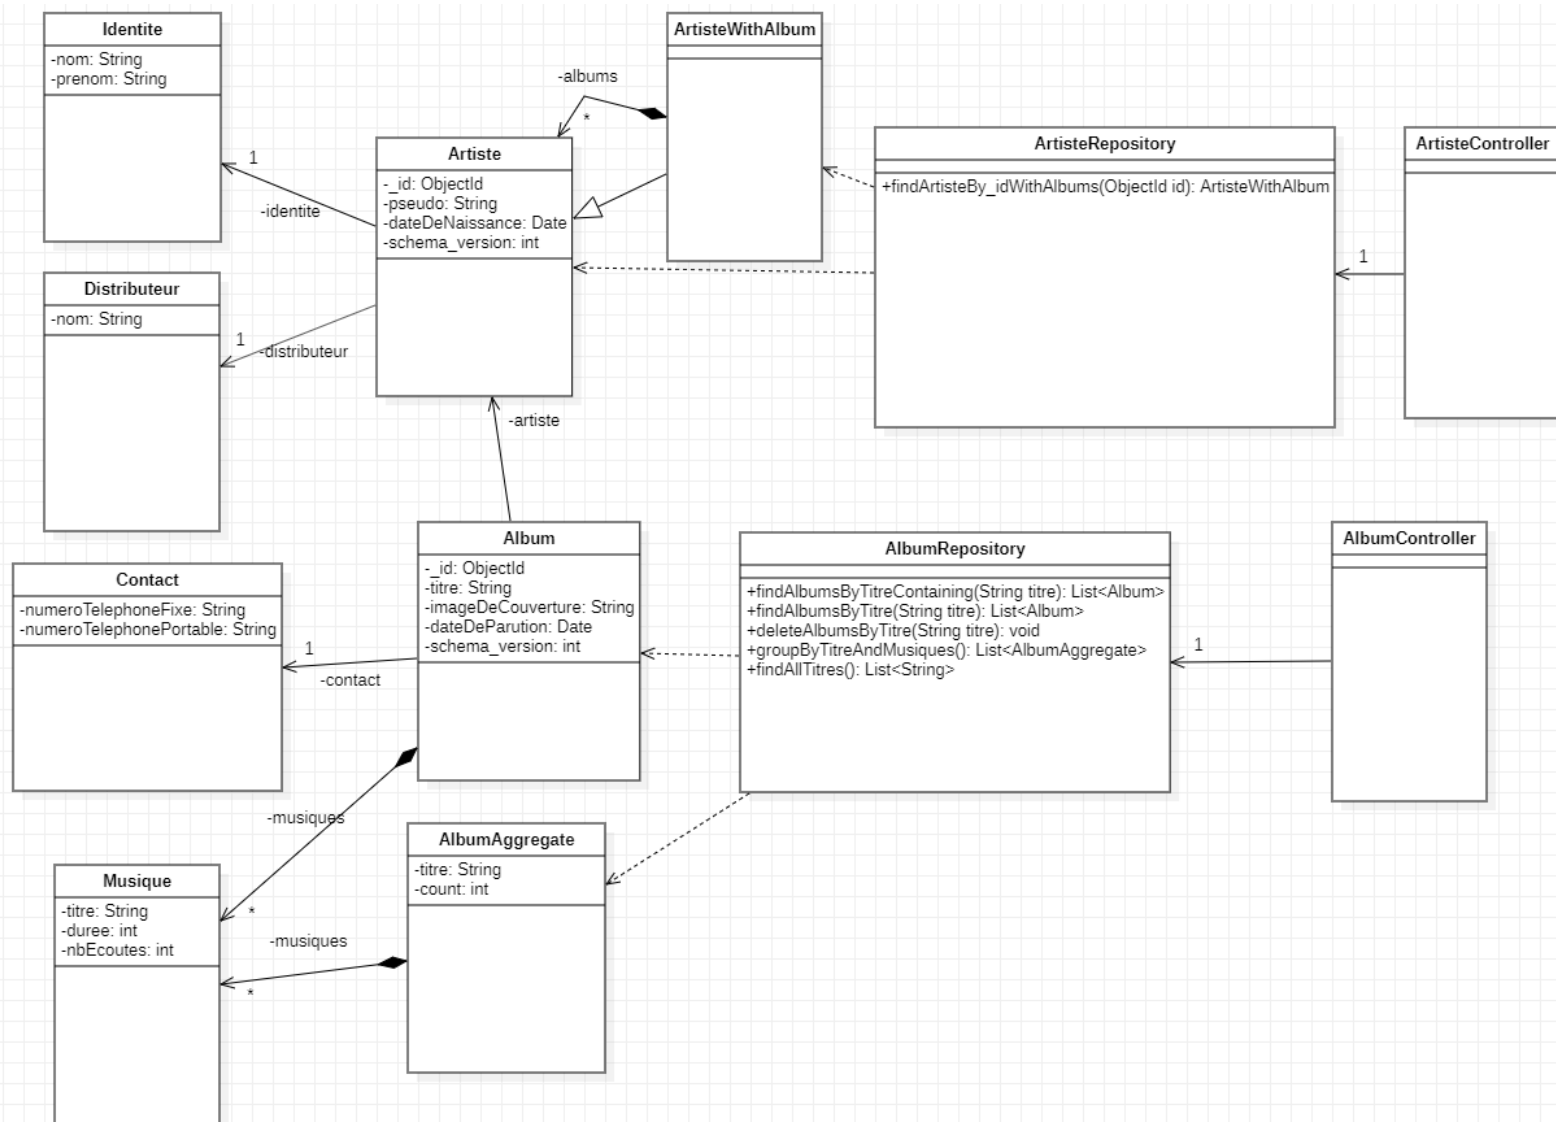 Identite
-nom: String
-prenom: String
ArtisteWithAlbum
-albums
*
Artiste
-_id: ObjectId
-pseudo: String
-dateDeNaissance: Date
-schema_version: int
1
-identite
ArtisteRepository
+findArtisteBy_idWithAlbums(ObjectId id): ArtisteWithAlbum
ArtisteController
1
Distributeur
-nom: String
1
-distributeur
-artiste
Album
-_id: ObjectId
-titre: String
-imageDeCouverture: String
-dateDeParution: Date
-schema_version: int
AlbumRepository
+findAlbumsByTitreContaining(String titre): List<Album>
+findAlbumsByTitre(String titre): List<Album>
+deleteAlbumsByTitre(String titre): void
+groupByTitreAndMusiques(): List<AlbumAggregate>
+findAllTitres(): List<String>
AlbumController
1
Contact
-numeroTelephoneFixe: String
-numeroTelephonePortable: String
1
-contact
-musiques
*
AlbumAggregate
-titre: String
-count: int
Musique
-titre: String
-duree: int
-nbEcoutes: int
-musiques
*